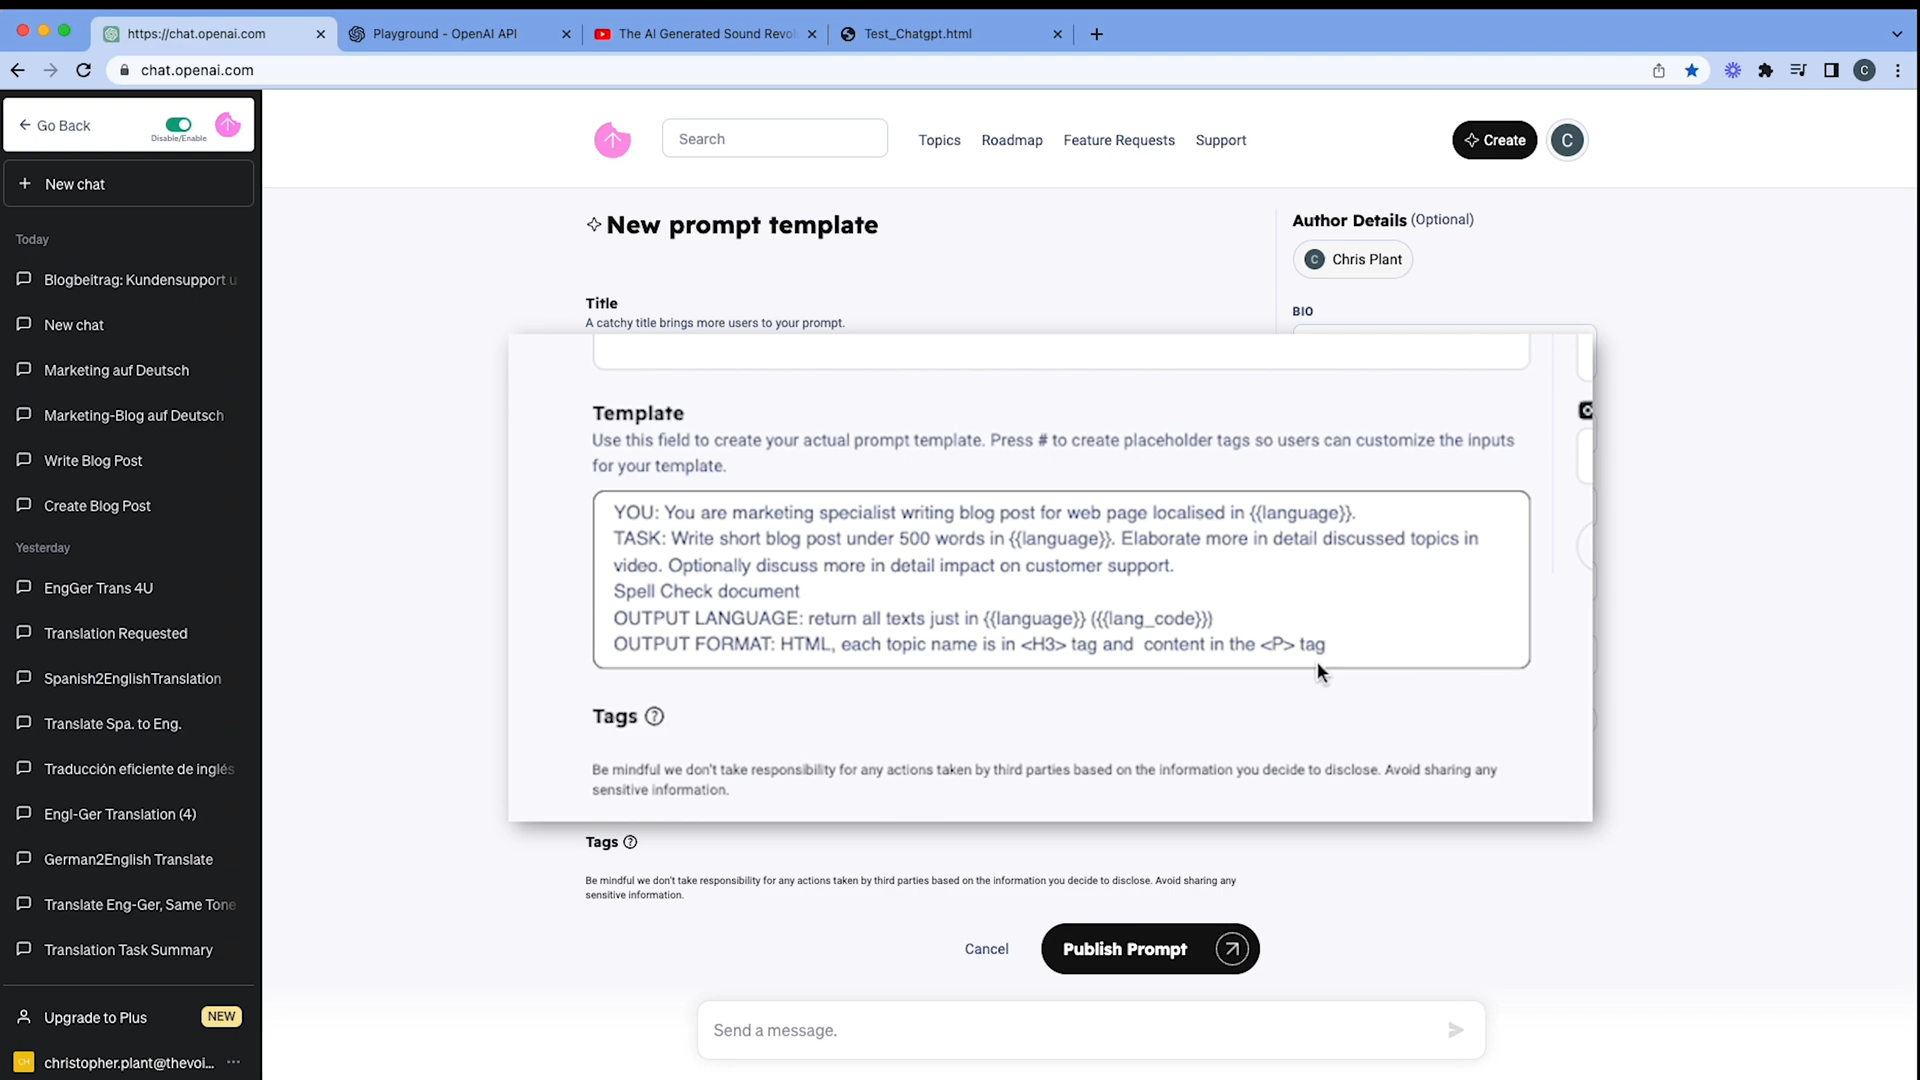 https://chat.openai.com
Playground - OpenAI API
The AI Generated Sound Revol
Test_Chatgpt.html
chat.openai.com
C
Go Back
Disable/Enable
New chat
Today
Blogbeitrag: Kundensupport u
New chat
Marketing auf Deutsch
Marketing-Blog auf Deutsch
Write Blog Post
Create Blog Post
Yesterday
EngGer Trans 4U
Translation Requested
Spanish2EnglishTranslation
Translate Spa. to Eng.
Traducción eficiente de inglés
Engl-Ger Translation (4)
German2English Translate
Translate Eng-Ger, Same Tone
Translation Task Summary
Upgrade to Plus
NEW
CH
christopher.plant@thevoi...
Search
Topics
Roadmap
Feature Requests
Support
Create
C
New prompt template
Title
A catchy title brings more users to your prompt.
Author Details (Optional)
C Chris Plant
BIO
Template
Use this field to create your actual prompt template. Press # to create placeholder tags so users can customize the inputs
for your template.
YOU: You are marketing specialist writing blog post for web page localised in {{language}}.
TASK: Write short blog post under 500 words in {{language}}. Elaborate more in detail discussed topics in
video. Optionally discuss more in detail impact on customer support.
Spell Check document
OUTPUT LANGUAGE: return all texts just in {{language}} ({{lang_code}})
OUTPUT FORMAT: HTML, each topic name is in <H3> tag and  content in the <P> tag
Tags ?
Be mindful we don't take responsibility for any actions taken by third parties based on the information you decide to disclose. Avoid sharing any
sensitive information.
Tags ?
Be mindful we don't take responsibility for any actions taken by third parties based on the information you decide to disclose. Avoid sharing any
sensitive information.
Cancel
Publish Prompt
Send a message.